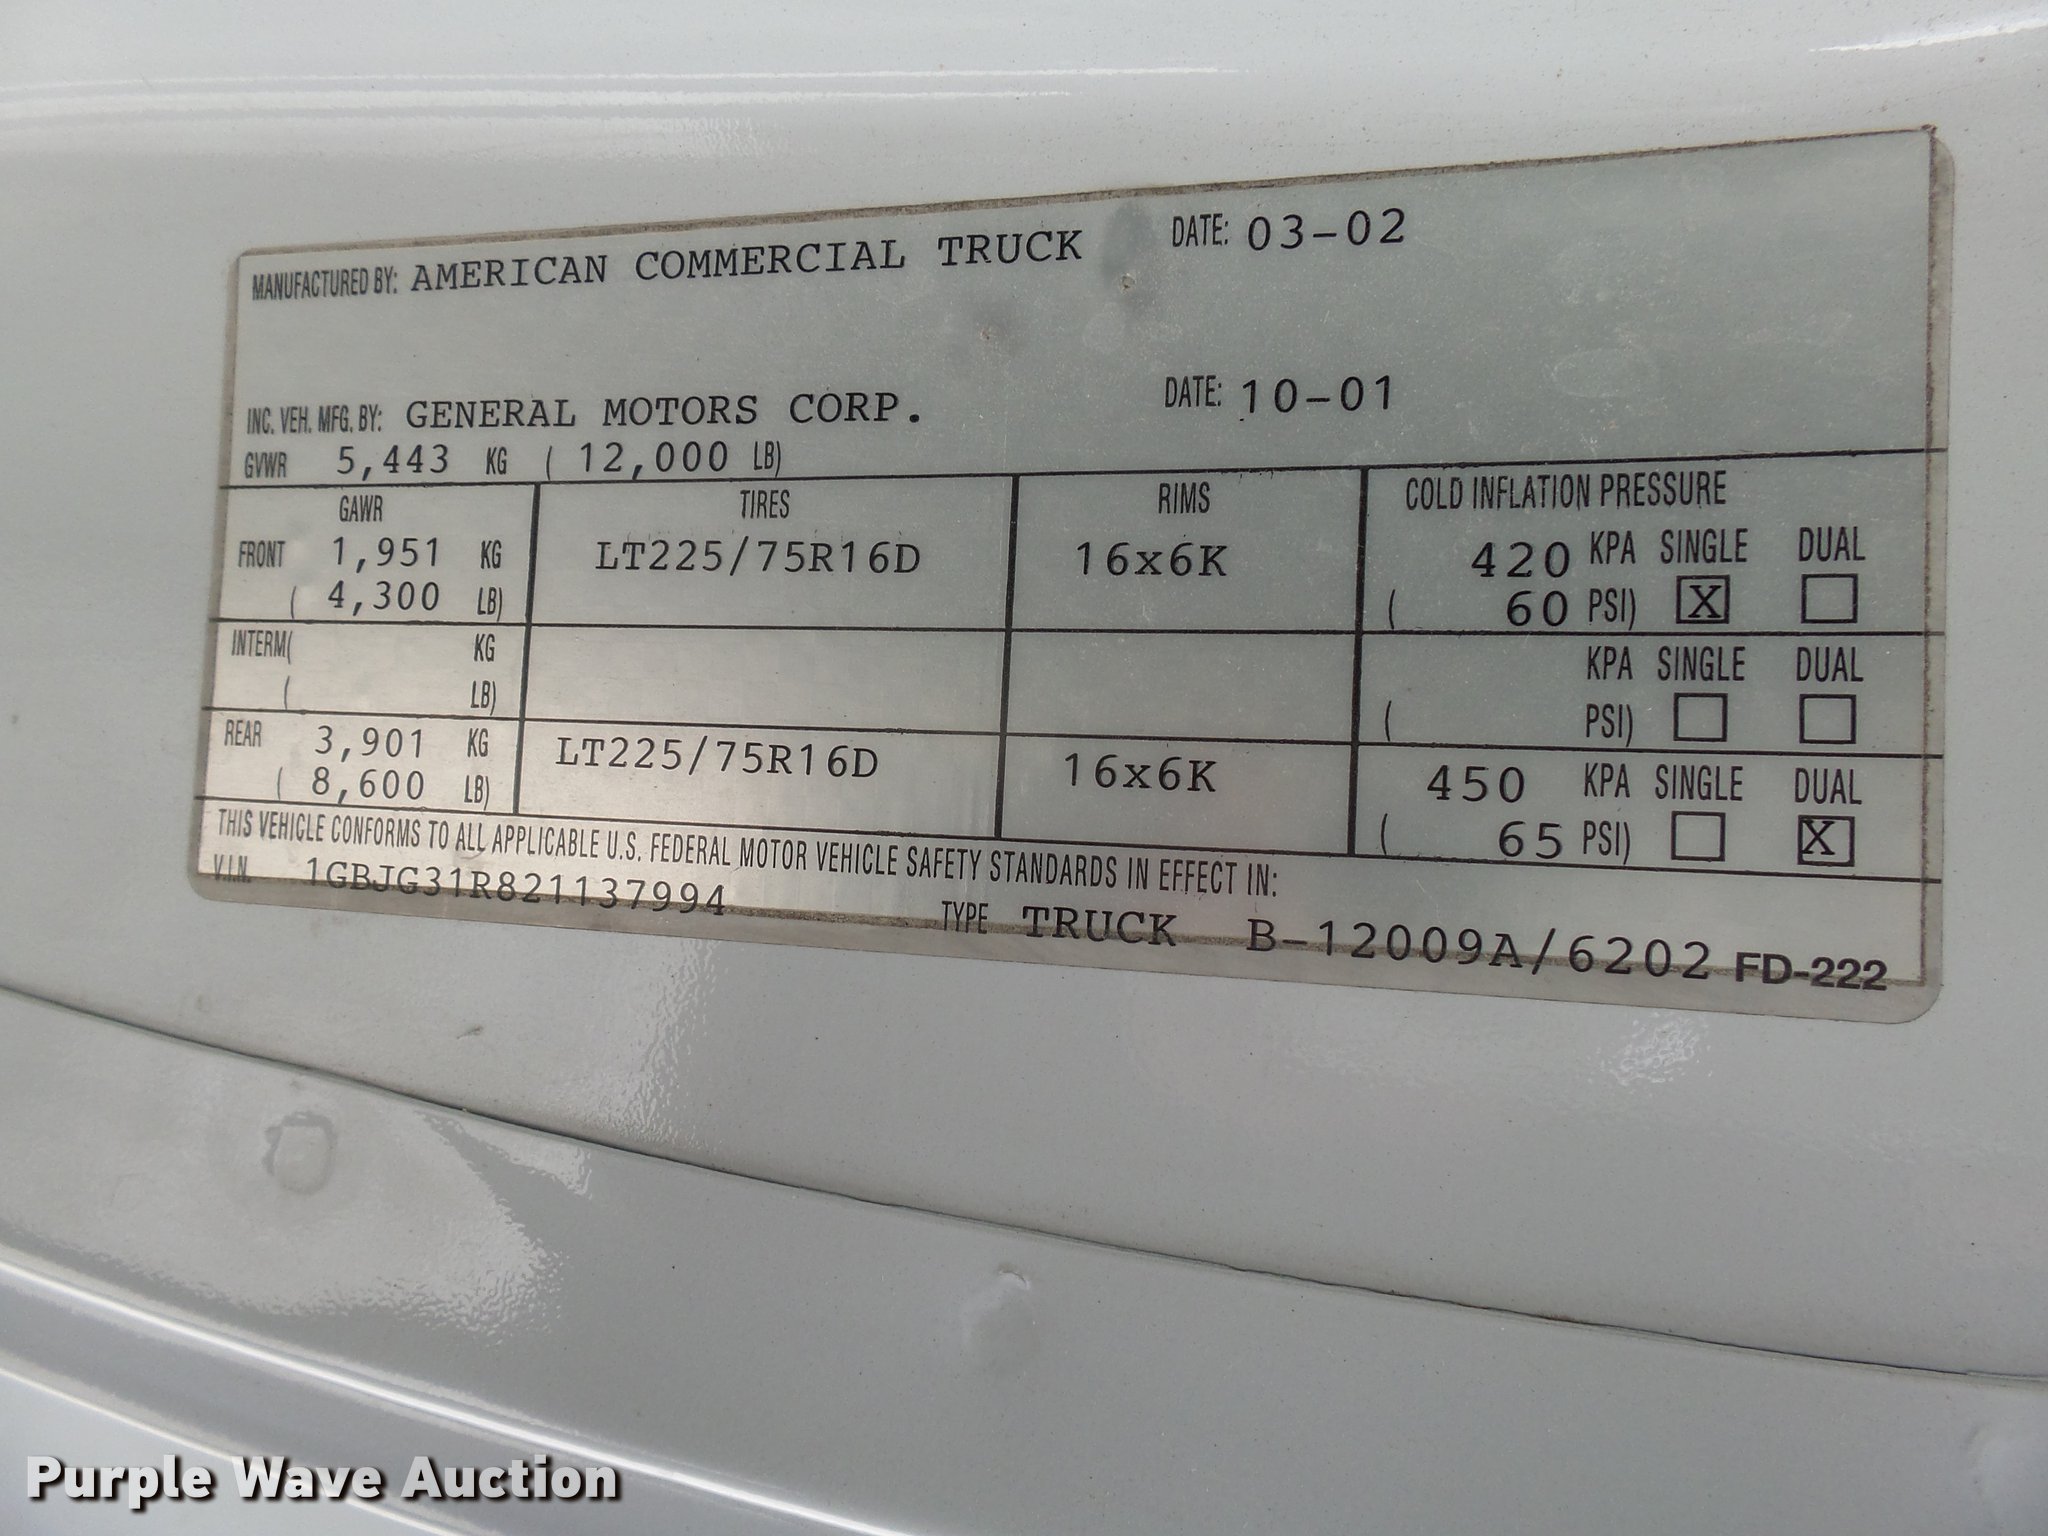 MANUFACTURED BY: AMERICAN COMMERCIAL TRUCK DATE: 03-02
INC. VEH. MFG. BY: GENERAL MOTORS CORP. DATE: 10-01
GVWR 5,443 KG ( 12,000 LB)
GAWR TIRES RIMS COLD INFLATION PRESSURE
FRONT 1,951 KG LT225/75R16D 16x6K 420 KPA SINGLE DUAL
( 4,300 LB) ( 60 PSI) X
INTERM( KG KPA SINGLE DUAL
( LB) ( PSI)
REAR 3,901 KG LT225/75R16D 16x6K 450 KPA SINGLE DUAL
( 8,600 LB) ( 65 PSI) X
THIS VEHICLE CONFORMS TO ALL APPLICABLE U.S. FEDERAL MOTOR VEHICLE SAFETY STANDARDS IN EFFECT IN:
V.I.N. 1GBJG31R821137994 TYPE TRUCK B-12009A/6202 FD-222
Purple Wave Auction